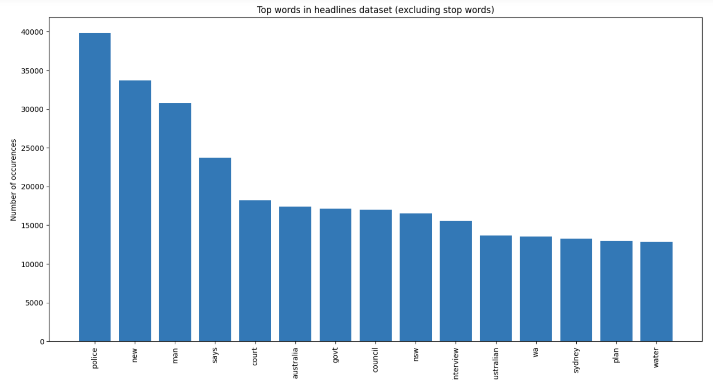 Top words in headlines dataset (excluding stop words)
Number of occurences
40000
35000
30000
25000
20000
15000
10000
5000
0
police
new
man
says
court
australia
govt
council
nsw
nterview
ustralian
wa
sydney
plan
water